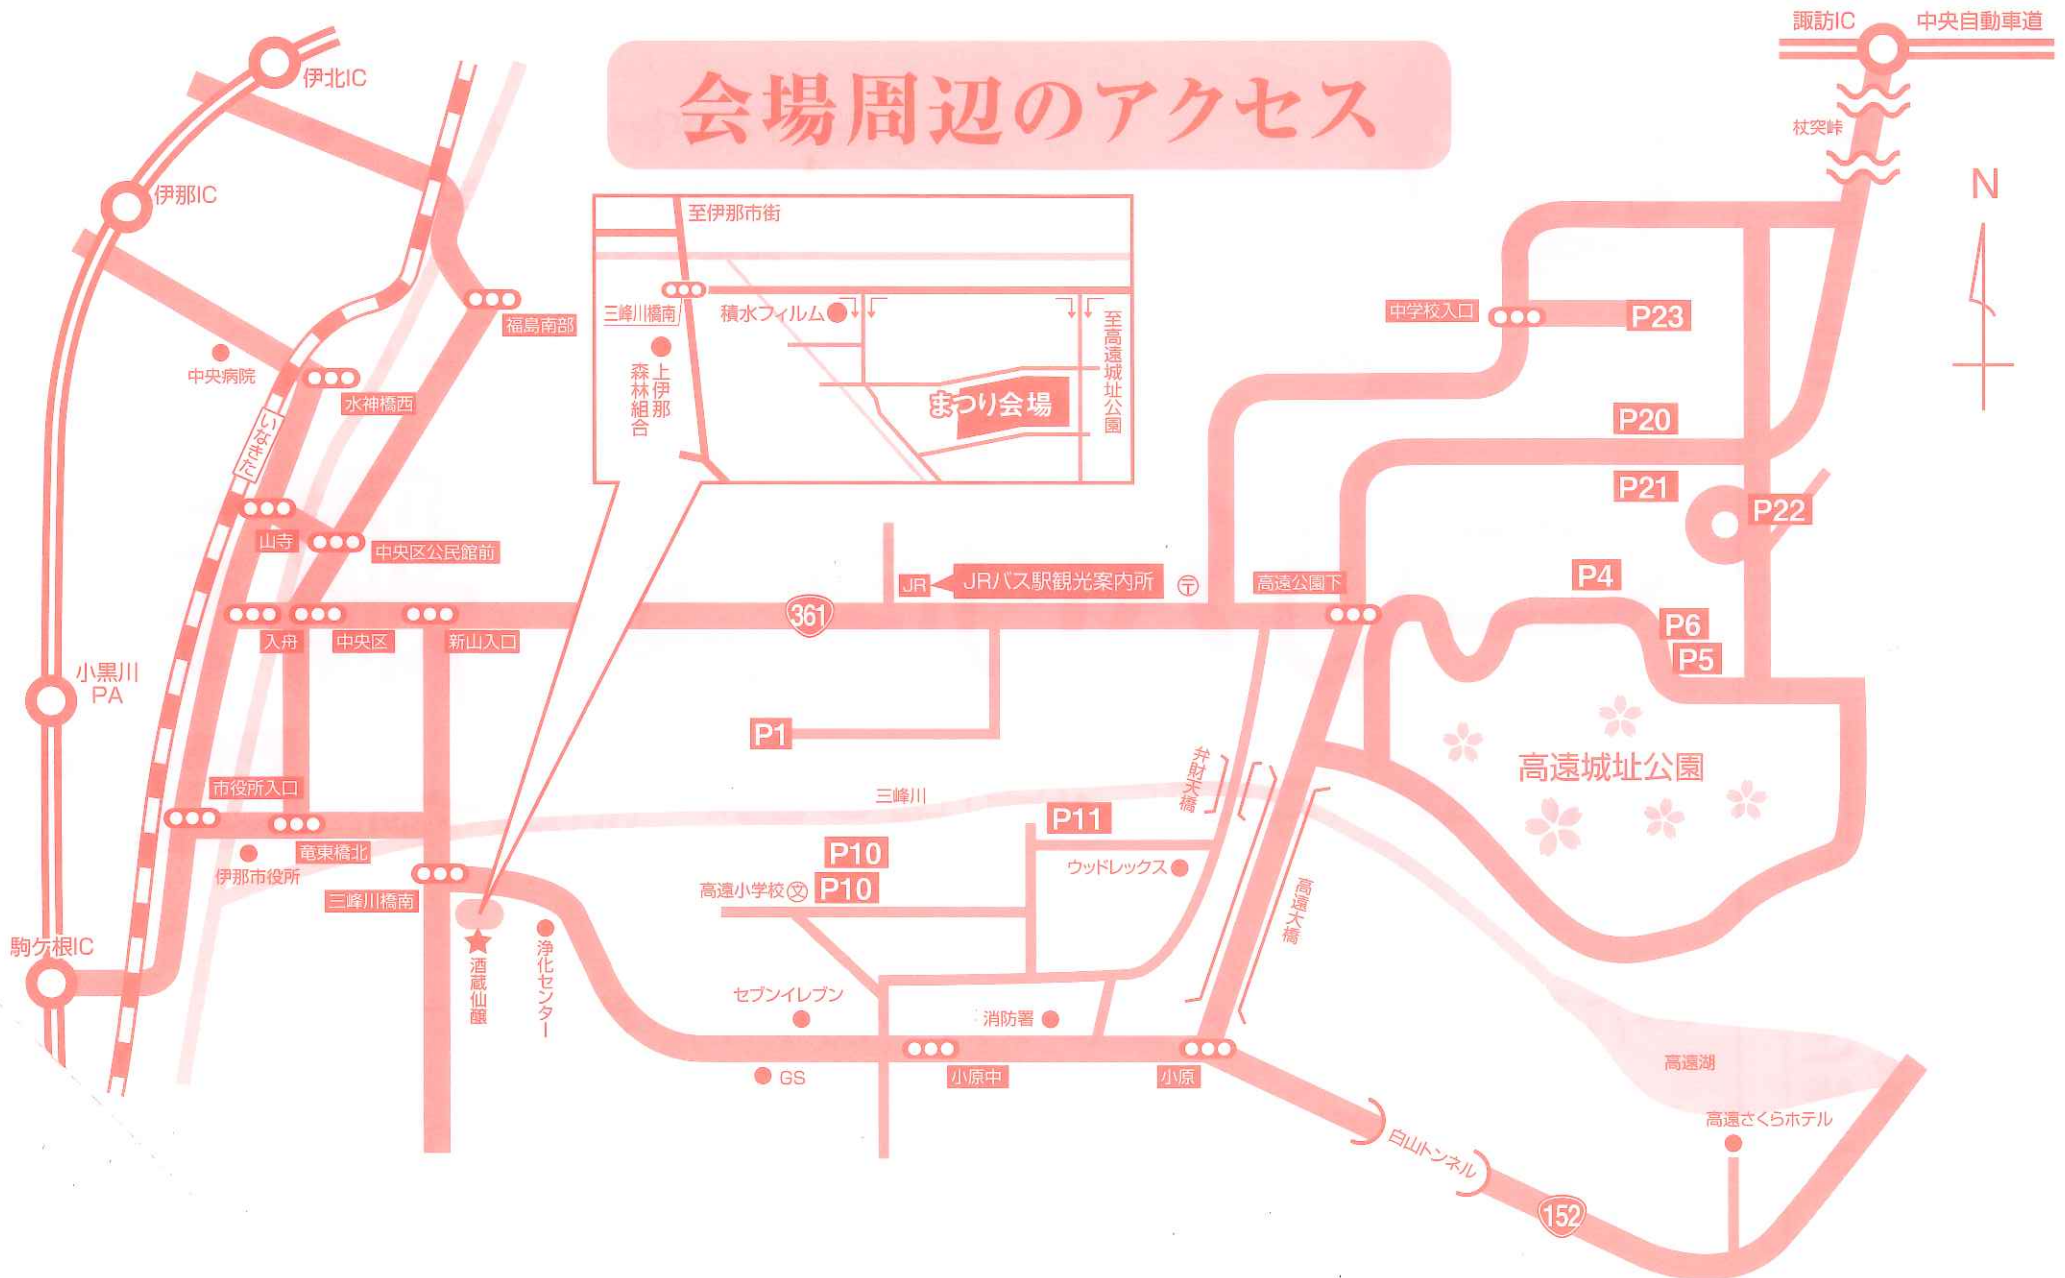 会場周辺のアクセス
諏訪IC
中央自動車道
杖突峠
N
伊北IC
伊那IC
福島南部
中央病院
水神橋西
いなきた
山寺
中央区公民館前
入舟
中央区
新山入口
小黒川
PA
市役所入口
竜東橋北
伊那市役所
三峰川橋南
駒ケ根IC
酒蔵仙醸
浄化センター
至伊那市街
三峰川橋南
積水フィルム
上伊那
森林組合
まつり会場
至高遠城址公園
361
JR
JRバス駅観光案内所
〒
高遠公園下
中学校入口
P23
P20
P21
P22
P4
P6
P5
高遠城址公園
P1
弁財天橋
三峰川
P11
ウッドレックス
P10
高遠小学校
文
P10
高遠大橋
セブンイレブン
消防署
GS
小原中
小原
高遠湖
高遠さくらホテル
白山トンネル
152